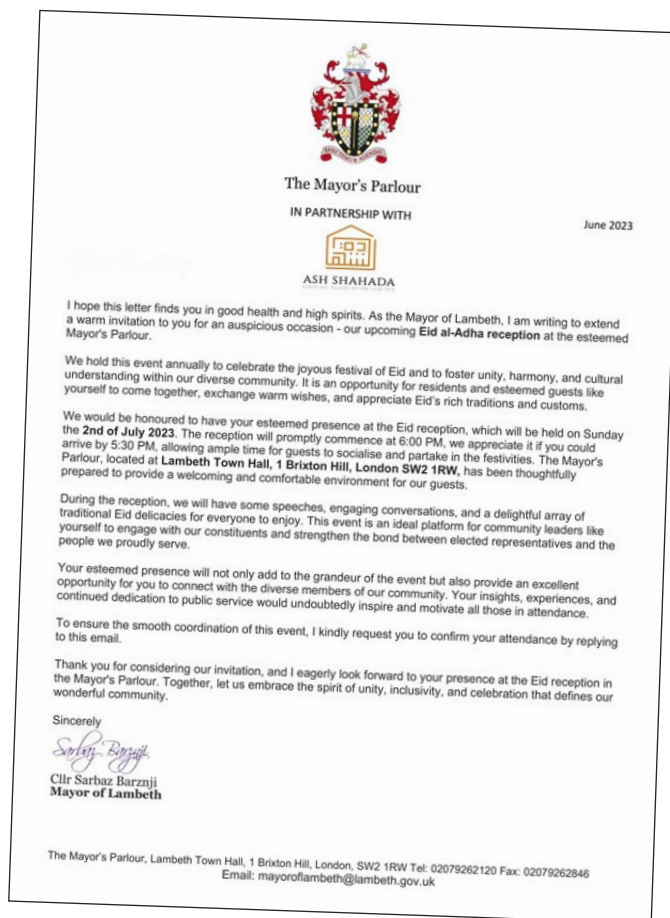 SPECTEMUR AGENDO
The Mayor's Parlour
IN PARTNERSHIP WITH
June 2023
ASH SHAHADA
HOUSING ASSOCIATION LIMITED
I hope this letter finds you in good health and high spirits. As the Mayor of Lambeth, I am writing to extend
a warm invitation to you for an auspicious occasion - our upcoming Eid al-Adha reception at the esteemed
Mayor's Parlour.
We hold this event annually to celebrate the joyous festival of Eid and to foster unity, harmony, and cultural
understanding within our diverse community. It is an opportunity for residents and esteemed guests like
yourself to come together, exchange warm wishes, and appreciate Eid's rich traditions and customs.
We would be honoured to have your esteemed presence at the Eid reception, which will be held on Sunday
the 2nd of July 2023. The reception will promptly commence at 6:00 PM, we appreciate it if you could
arrive by 5:30 PM, allowing ample time for guests to socialise and partake in the festivities. The Mayor's
Parlour, located at Lambeth Town Hall, 1 Brixton Hill, London SW2 1RW, has been thoughtfully
prepared to provide a welcoming and comfortable environment for our guests.
During the reception, we will have some speeches, engaging conversations, and a delightful array of
traditional Eid delicacies for everyone to enjoy. This event is an ideal platform for community leaders like
yourself to engage with our constituents and strengthen the bond between elected representatives and the
people we proudly serve.
Your esteemed presence will not only add to the grandeur of the event but also provide an excellent
opportunity for you to connect with the diverse members of our community. Your insights, experiences, and
continued dedication to public service would undoubtedly inspire and motivate all those in attendance.
To ensure the smooth coordination of this event, I kindly request you to confirm your attendance by replying
to this email.
Thank you for considering our invitation, and I eagerly look forward to your presence at the Eid reception in
the Mayor's Parlour. Together, let us embrace the spirit of unity, inclusivity, and celebration that defines our
wonderful community.
Sincerely
Sarbaz Barznji
Cllr Sarbaz Barznji
Mayor of Lambeth
The Mayor's Parlour, Lambeth Town Hall, 1 Brixton Hill, London, SW2 1RW Tel: 02079262120 Fax: 02079262846
Email: mayoroflambeth@lambeth.gov.uk